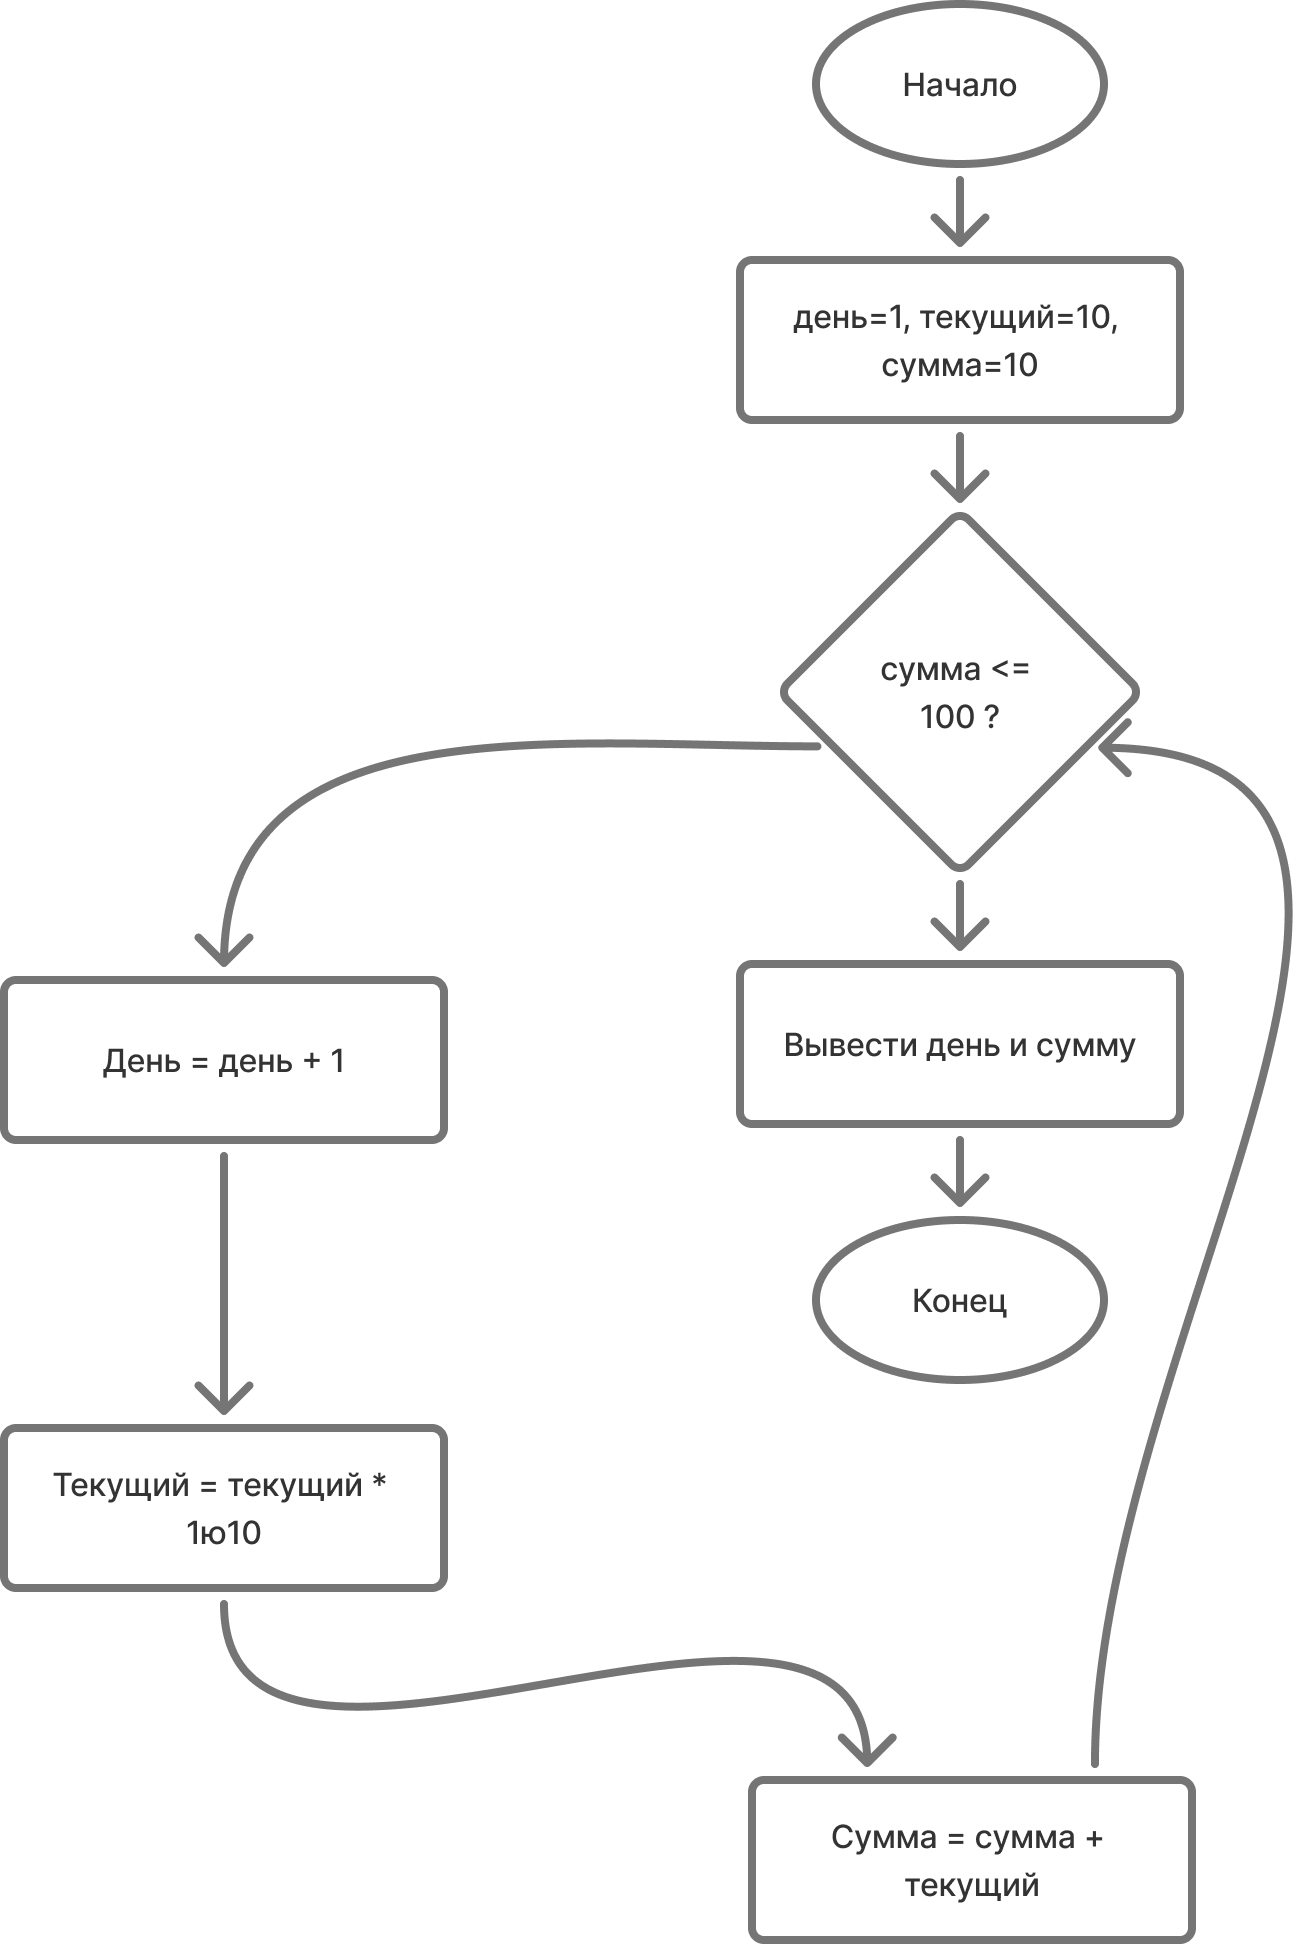 Начало
день=1, текущий=10,
сумма=10
сумма <=
100 ?
Вывести день и сумму
Конец
День = день + 1
Текущий = текущий *
1ю10
Сумма = сумма +
текущий